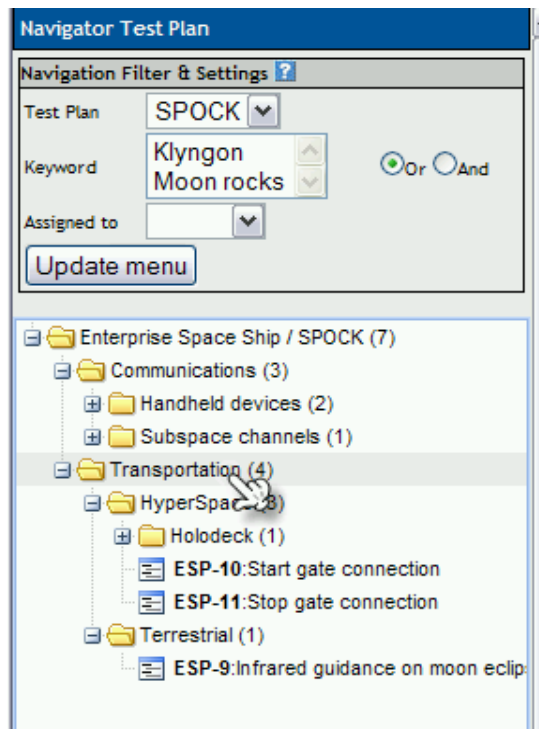 Navigator Test Plan
Navigation Filter & Settings ?
Test Plan SPOCK
Keyword Klyngon
Moon rocks
Or And
Assigned to
Update menu
Enterprise Space Ship / SPOCK (7)
Communications (3)
Handheld devices (2)
Subspace channels (1)
Transportation (4)
HyperSpace (3)
Holodeck (1)
ESP-10:Start gate connection
ESP-11:Stop gate connection
Terrestrial (1)
ESP-9:Infrared guidance on moon eclip